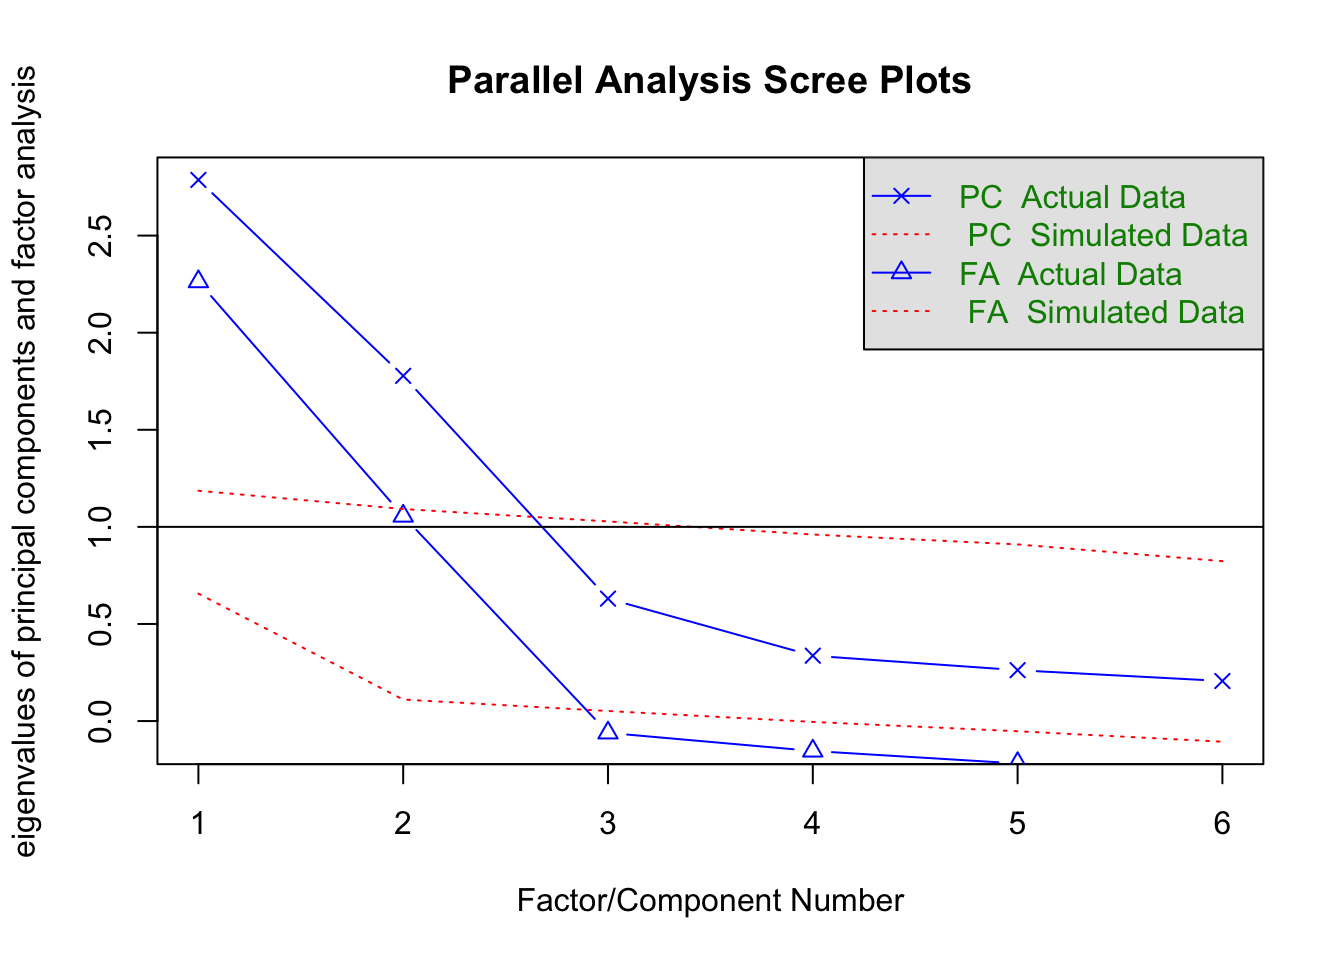 Parallel Analysis Scree Plots
eigenvalues of principal components and factor analysis
2.5
2.0
1.5
1.0
0.5
0.0
PC  Actual Data
PC  Simulated Data
FA  Actual Data
FA  Simulated Data
1 2 3 4 5 6
Factor/Component Number